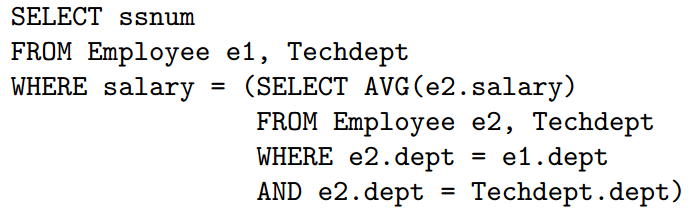 SELECT ssnum
FROM Employee e1, Techdept
WHERE salary = (SELECT AVG(e2.salary)
FROM Employee e2, Techdept
WHERE e2.dept = e1.dept
AND e2.dept = Techdept.dept)